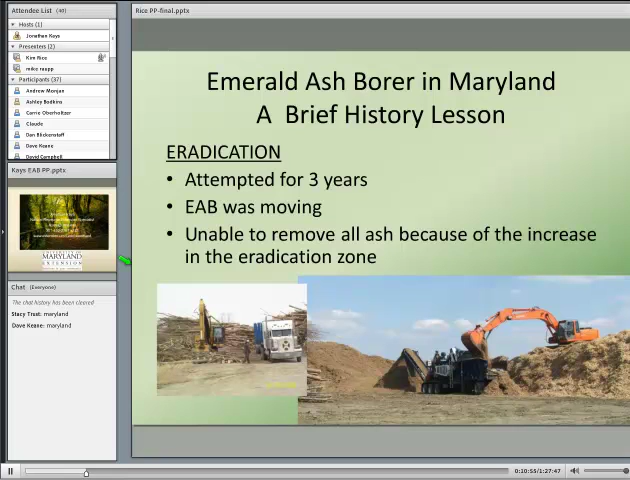 Attendee List (40)
Hosts (1)
Jonathan Kays
Presenters (2)
Kim Rice
mike raupp
Participants (37)
Andrew Monjan
Ashley Bodkins
Carrie Oberholtzer
Claude
Dan Blickenstaff
Dave Keane
David Campbell
Kays EAB PP.pptx
MARYLAND
EXTENSION
Chat (Everyone)
The chat history has been cleared
Stacy Trust: maryland
Dave Keane: maryland
Rice PP-final.pptx
Emerald Ash Borer in Maryland
A Brief History Lesson
ERADICATION
• Attempted for 3 years
• EAB was moving
• Unable to remove all ash because of the increase
in the eradication zone
0:10:55/1:27:47